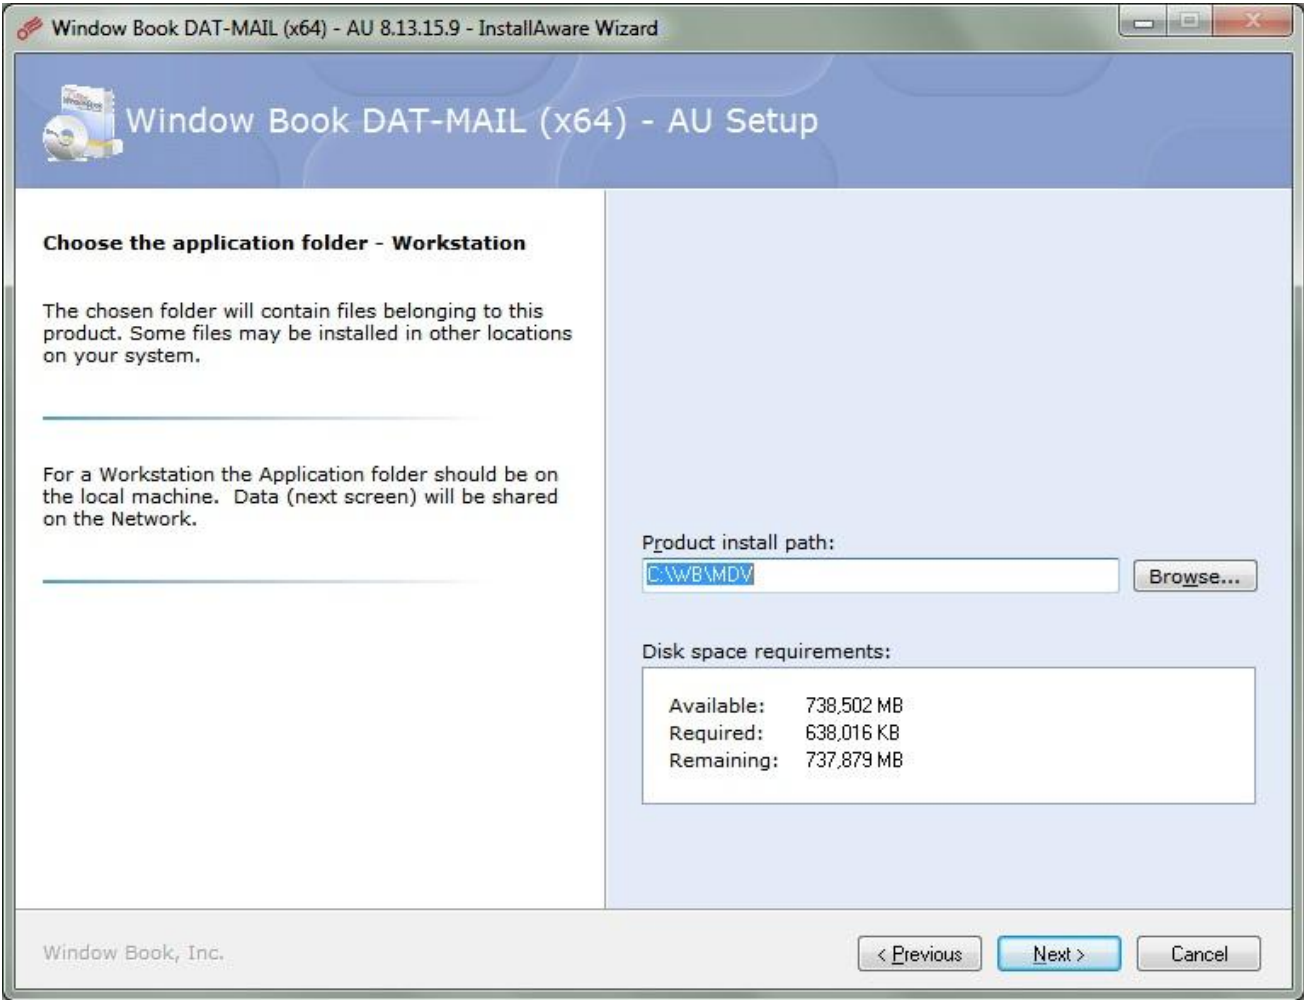 Window Book DAT-MAIL (x64) - AU 8.13.15.9 - InstallAware Wizard
Window Book DAT-MAIL (x64) - AU Setup
Choose the application folder - Workstation
The chosen folder will contain files belonging to this
product. Some files may be installed in other locations
on your system.
For a Workstation the Application folder should be on
the local machine.  Data (next screen) will be shared
on the Network.
Product install path:
C:\WB\MDV
Browse...
Disk space requirements:
Available: 738,502 MB
Required: 638,016 KB
Remaining: 737,879 MB
Window Book, Inc.
< Previous
Next >
Cancel